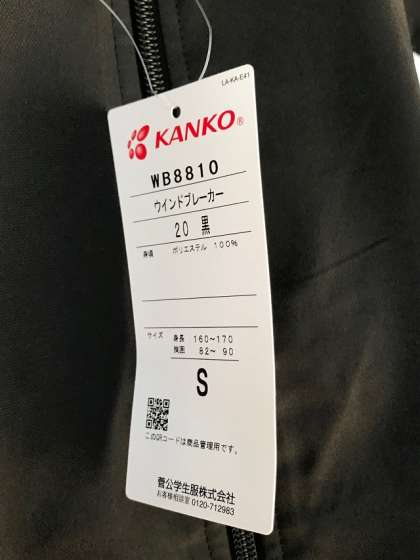 LA-KA-E41
KANKO®
WB8810
ウインドブレーカー
20 黒
身頃 ポリエステル 100%
サイズ 身長 160~170
胸囲 82~ 90
S
このQRコードは商品管理用です。
菅公学生服株式会社
お客様相談室 0120-712983